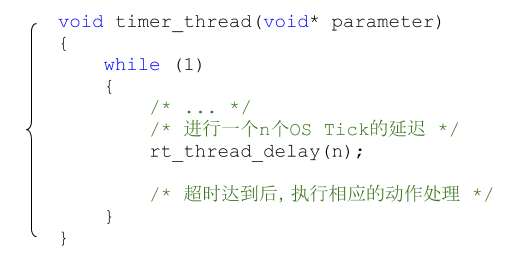 void timer_thread(void* parameter)
{
while (1)
{
/* ... */
/* 进行一个n个OS Tick的延迟 */
rt_thread_delay(n);
/* 超时达到后, 执行相应的动作处理 */
}
}